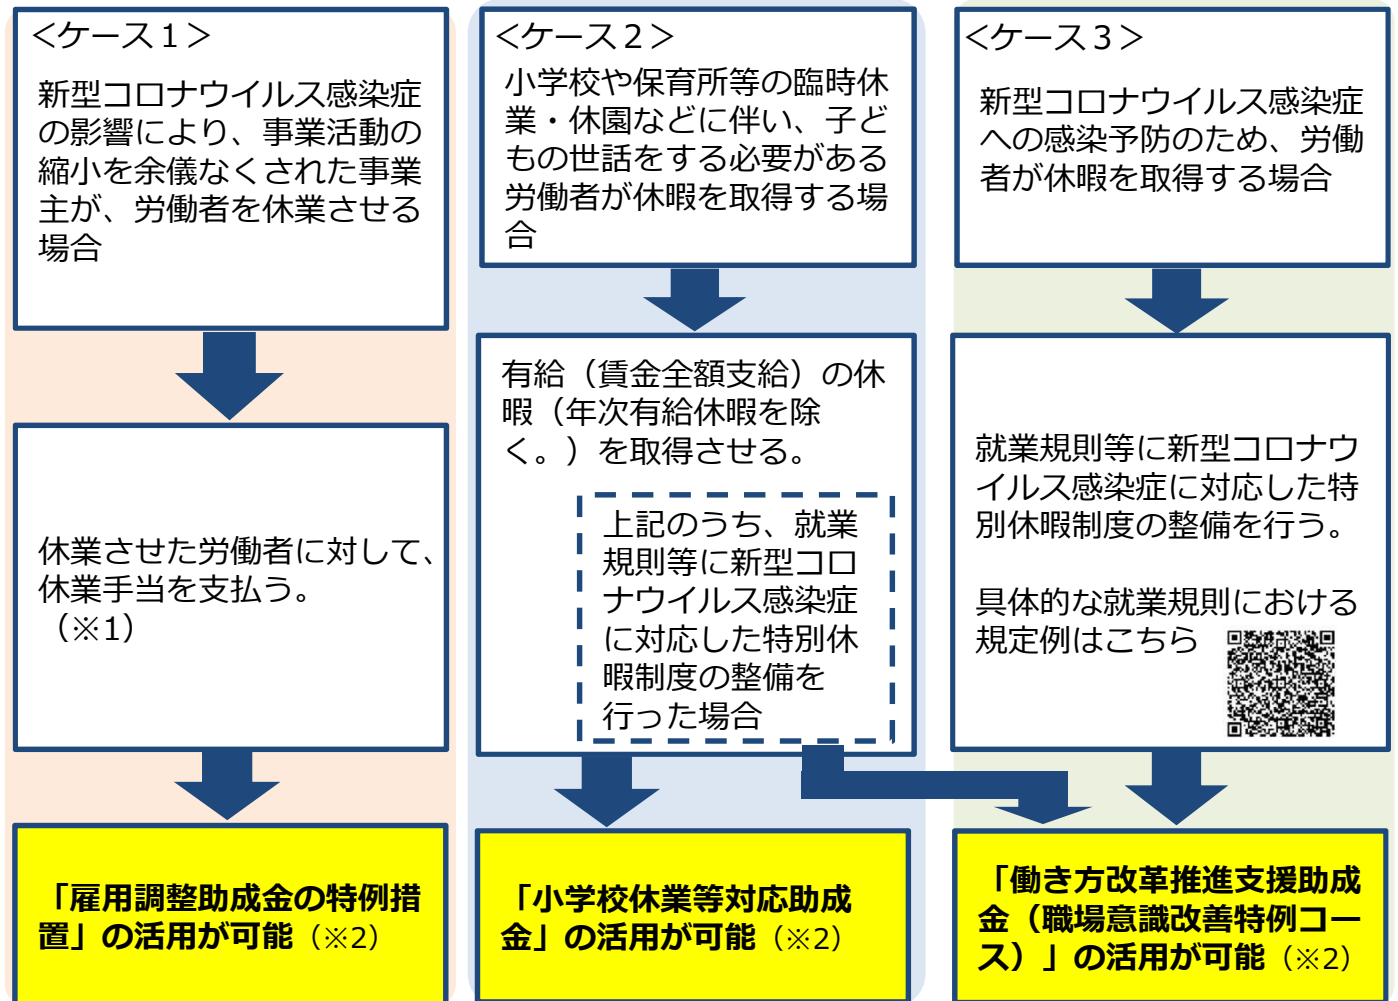 ＜ケース１＞
新型コロナウイルス感染症
の影響により、事業活動の
縮小を余儀なくされた事業
主が、労働者を休業させる
場合
休業させた労働者に対して、
休業手当を支払う。
（※1）
「雇用調整助成金の特例措
置」の活用が可能（※2）
＜ケース２＞
小学校や保育所等の臨時休
業・休園などに伴い、子ど
もの世話をする必要がある
労働者が休暇を取得する場
合
有給（賃金全額支給）の休
暇（年次有給休暇を除
く。）を取得させる。
上記のうち、就業
規則等に新型コロ
ナウイルス感染症
に対応した特別休
暇制度の整備を
行った場合
「小学校休業等対応助成
金」の活用が可能（※2）
＜ケース３＞
新型コロナウイルス感染症
への感染予防のため、労働
者が休暇を取得する場合
就業規則等に新型コロナウ
イルス感染症に対応した特
別休暇制度の整備を行う。
具体的な就業規則における
規定例はこちら
「働き方改革推進支援助成
金（職場意識改善特例コー
ス）」の活用が可能（※2）